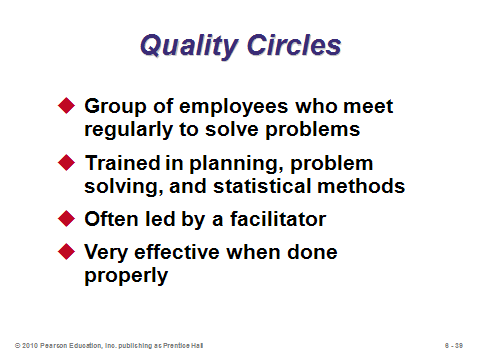 Quality Circles
Group of employees who meet
regularly to solve problems
Trained in planning, problem
solving, and statistical methods
Often led by a facilitator
Very effective when done
properly
© 2010 Pearson Education, Inc. publishing as Prentice Hall
6 - 39